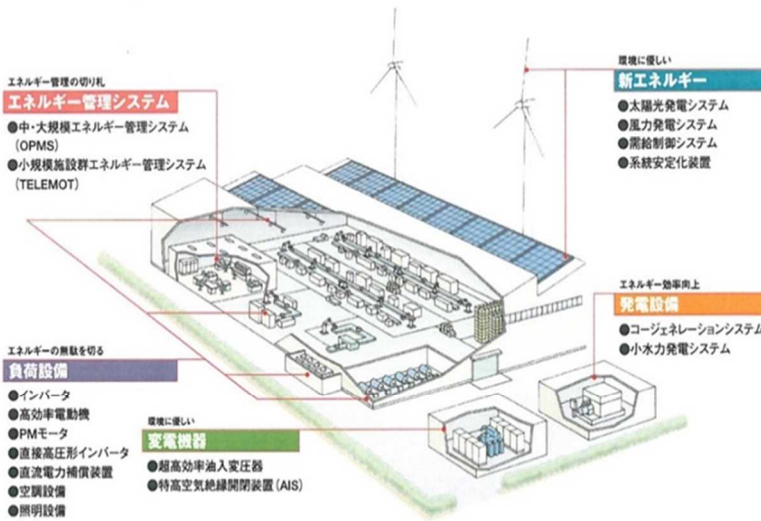 エネルギー管理の切り札
エネルギー管理システム
●中・大規模エネルギー管理システム
(OPMS)
●小規模施設群エネルギー管理システム
(TELEMOT)
環境に優しい
新エネルギー
●太陽光発電システム
●風力発電システム
●需給制御システム
●系統安定化装置
エネルギー効率向上
発電設備
●コージェネレーションシステム
●小水力発電システム
エネルギーの無駄を切る
負荷設備
●インバータ
●高効率電動機
●PMモータ
●直接高圧形インバータ
●直流電力補償装置
●空調設備
●照明設備
環境に優しい
変電機器
●超高効率油入変圧器
●特高空気絶縁開閉装置(AIS)